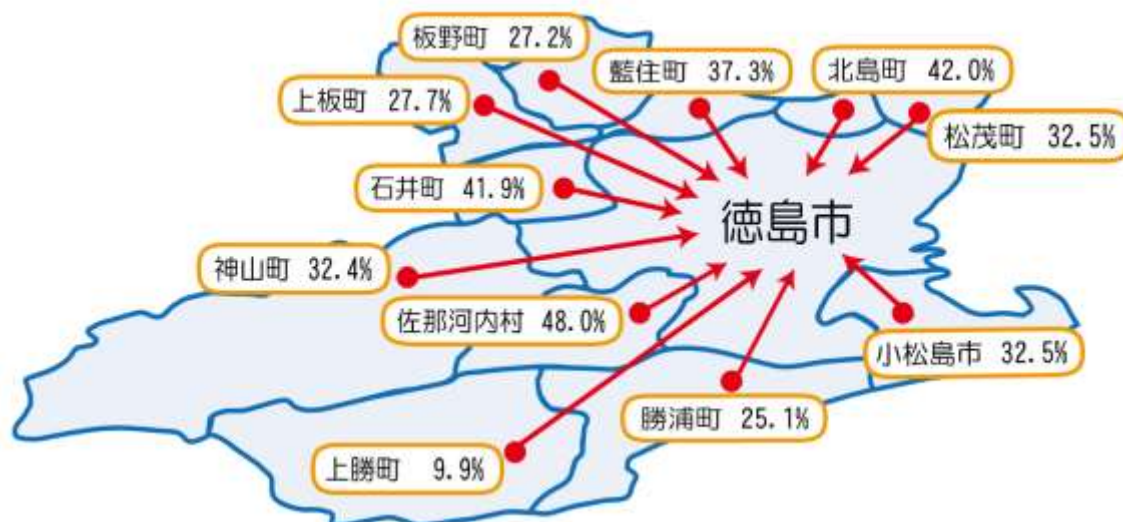 板野町 27.2%
藍住町 37.3%
北島町 42.0%
上板町 27.7%
松茂町 32.5%
石井町 41.9%
徳島市
神山町 32.4%
佐那河内村 48.0%
小松島市 32.5%
勝浦町 25.1%
上勝町 9.9%